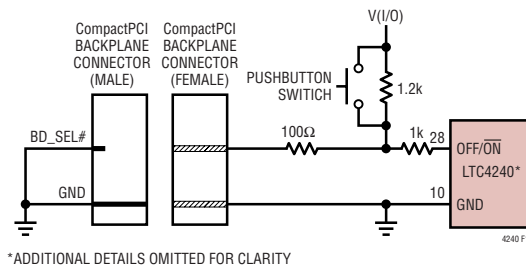 CompactPCI
BACKPLANE
CONNECTOR
(MALE)
CompactPCI
BACKPLANE
CONNECTOR
(FEMALE)
V(I/O)
PUSHBUTTON
SWITICH
1.2k
100Ω
1k
28
BD_SEL#
OFF/ON
LTC4240*
GND
10
GND
4240 F
*ADDITIONAL DETAILS OMITTED FOR CLARITY